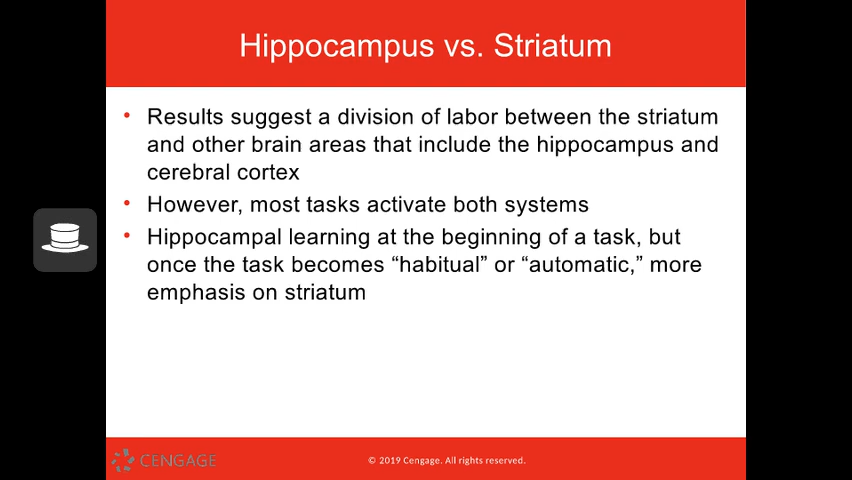 Hippocampus vs. Striatum
• Results suggest a division of labor between the striatum
and other brain areas that include the hippocampus and
cerebral cortex
• However, most tasks activate both systems
• Hippocampal learning at the beginning of a task, but
once the task becomes “habitual” or “automatic,” more
emphasis on striatum
CENGAGE
© 2019 Cengage. All rights reserved.